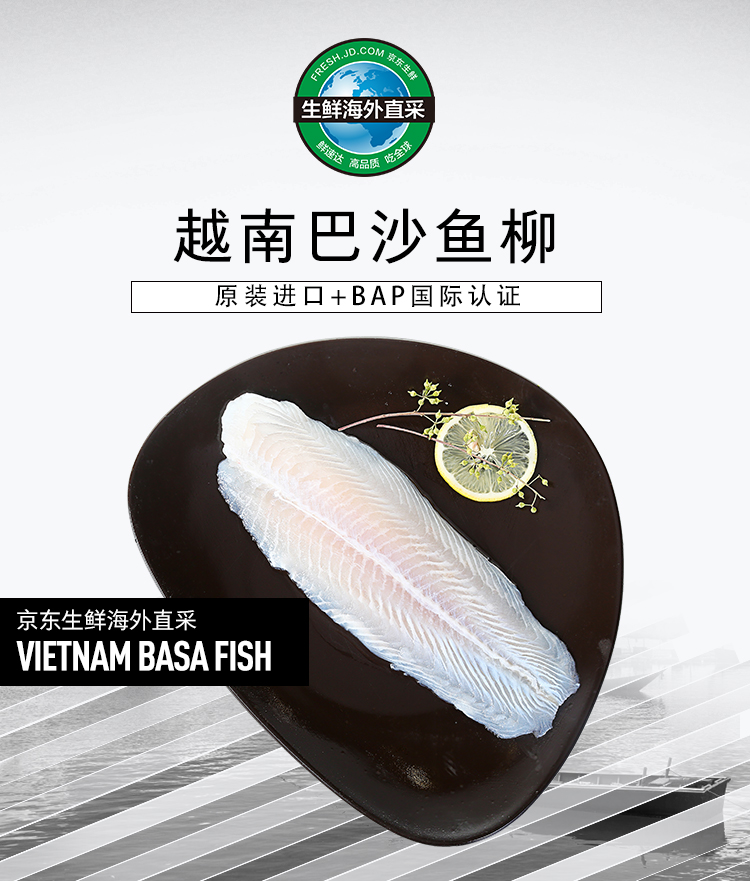 FRESH.JD.COM 京东生鲜
生鲜海外直采
鲜速达 高品质 吃全球
越南巴沙鱼柳
原装进口+BAP国际认证
京东生鲜海外直采
VIETNAM BASA FISH